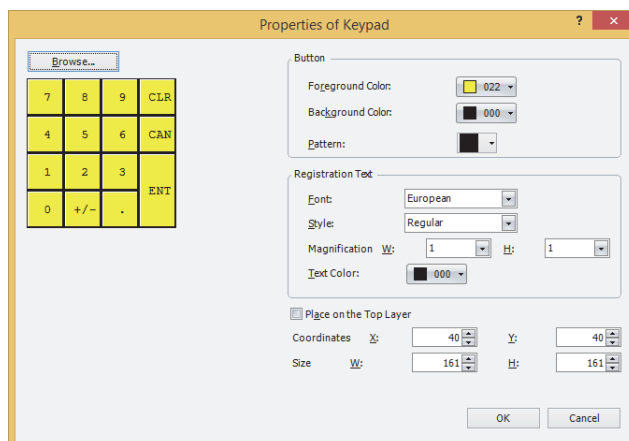 Properties of Keypad
? ×
Browse...
7 8 9 CLR
4 5 6 CAN
1 2 3
ENT
0 +/- .
Button
Foreground Color: 022
Background Color: 000
Pattern:
Registration Text
Font: European
Style: Regular
Magnification W: 1 H: 1
Text Color: 000
Place on the Top Layer
Coordinates X: 40 Y: 40
Size W: 161 H: 161
OK Cancel